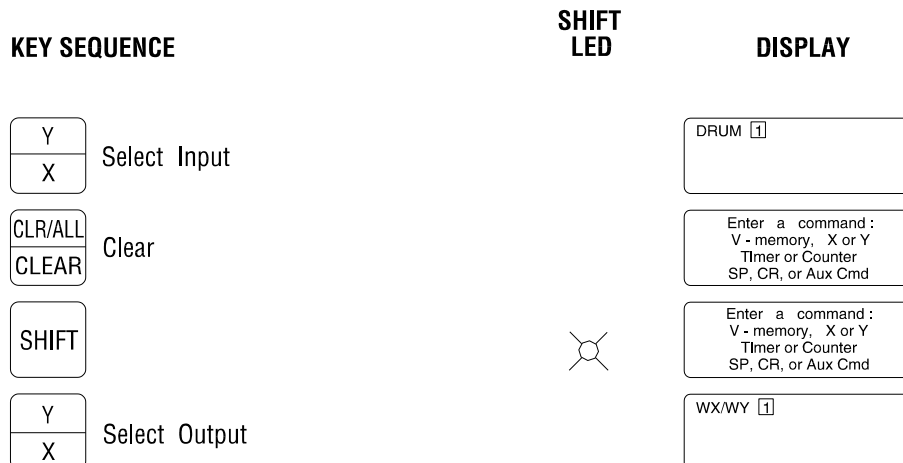 SHIFT
KEY SEQUENCE LED DISPLAY
Y
X
Select Input
DRUM 1
CLR/ALL
CLEAR
Clear
Enter a command :
V - memory, X or Y
TImer or Counter
SP, CR, or Aux Cmd
SHIFT
Enter a command :
V - memory, X or Y
TImer or Counter
SP, CR, or Aux Cmd
Y
X
Select Output
WX/WY 1